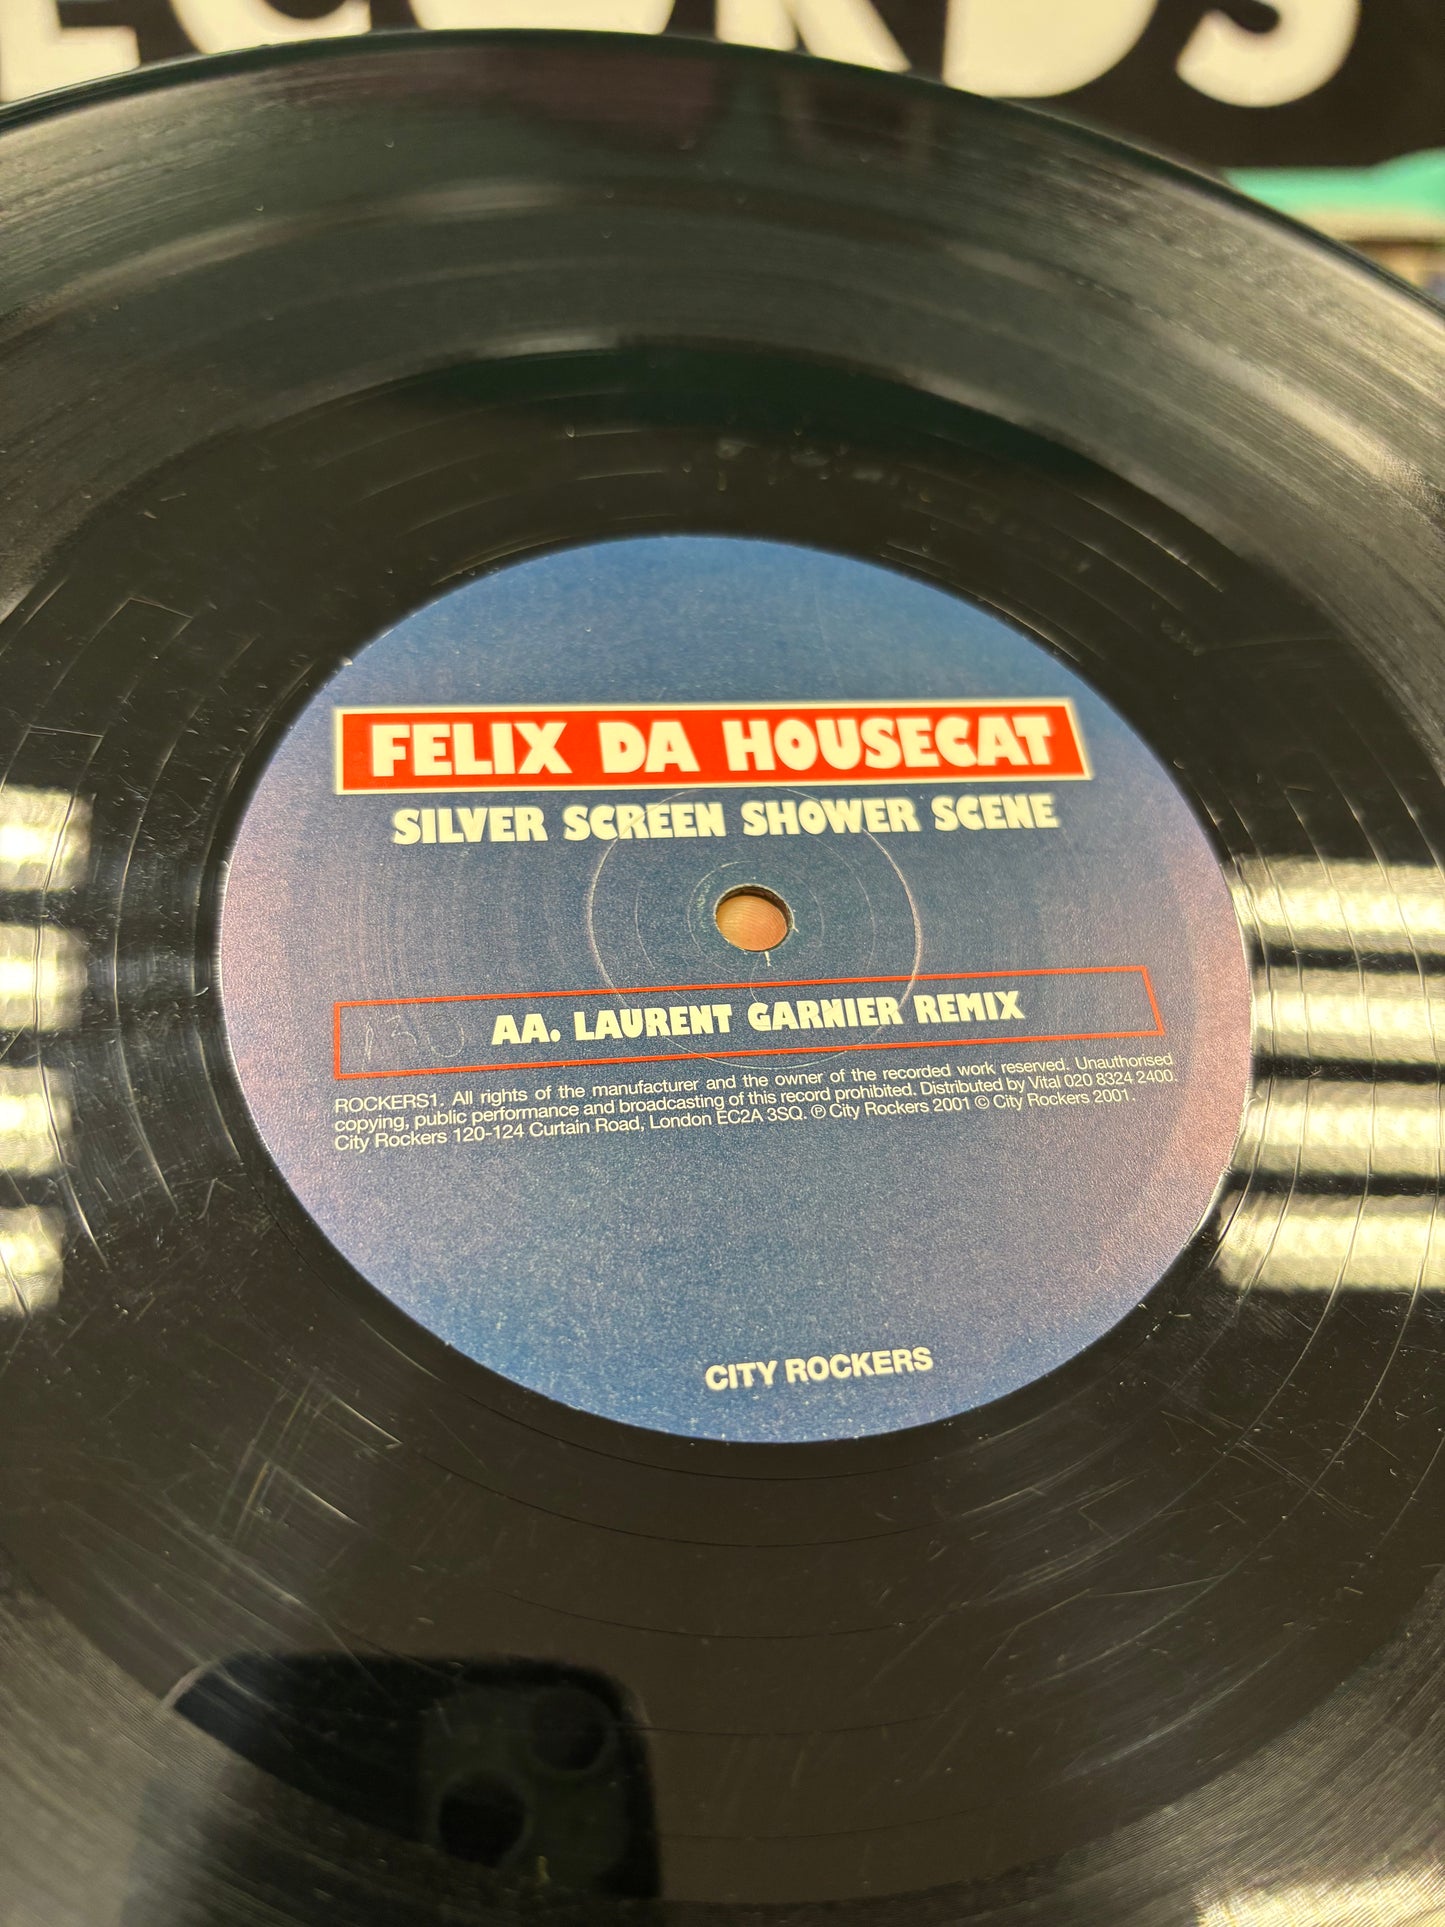 RECORDS
FELIX DA HOUSECAT
SILVER SCREEN SHOWER SCENE
AA. LAURENT GARNIER REMIX
ROCKERS1. All rights of the manufacturer and the owner of the recorded work reserved. Unauthorised
copying, public performance and broadcasting of this record prohibited. Distributed by Vital 020 8324 2400.
City Rockers 120-124 Curtain Road, London EC2A 3SQ. ℗ City Rockers 2001 © City Rockers 2001.
CITY ROCKERS